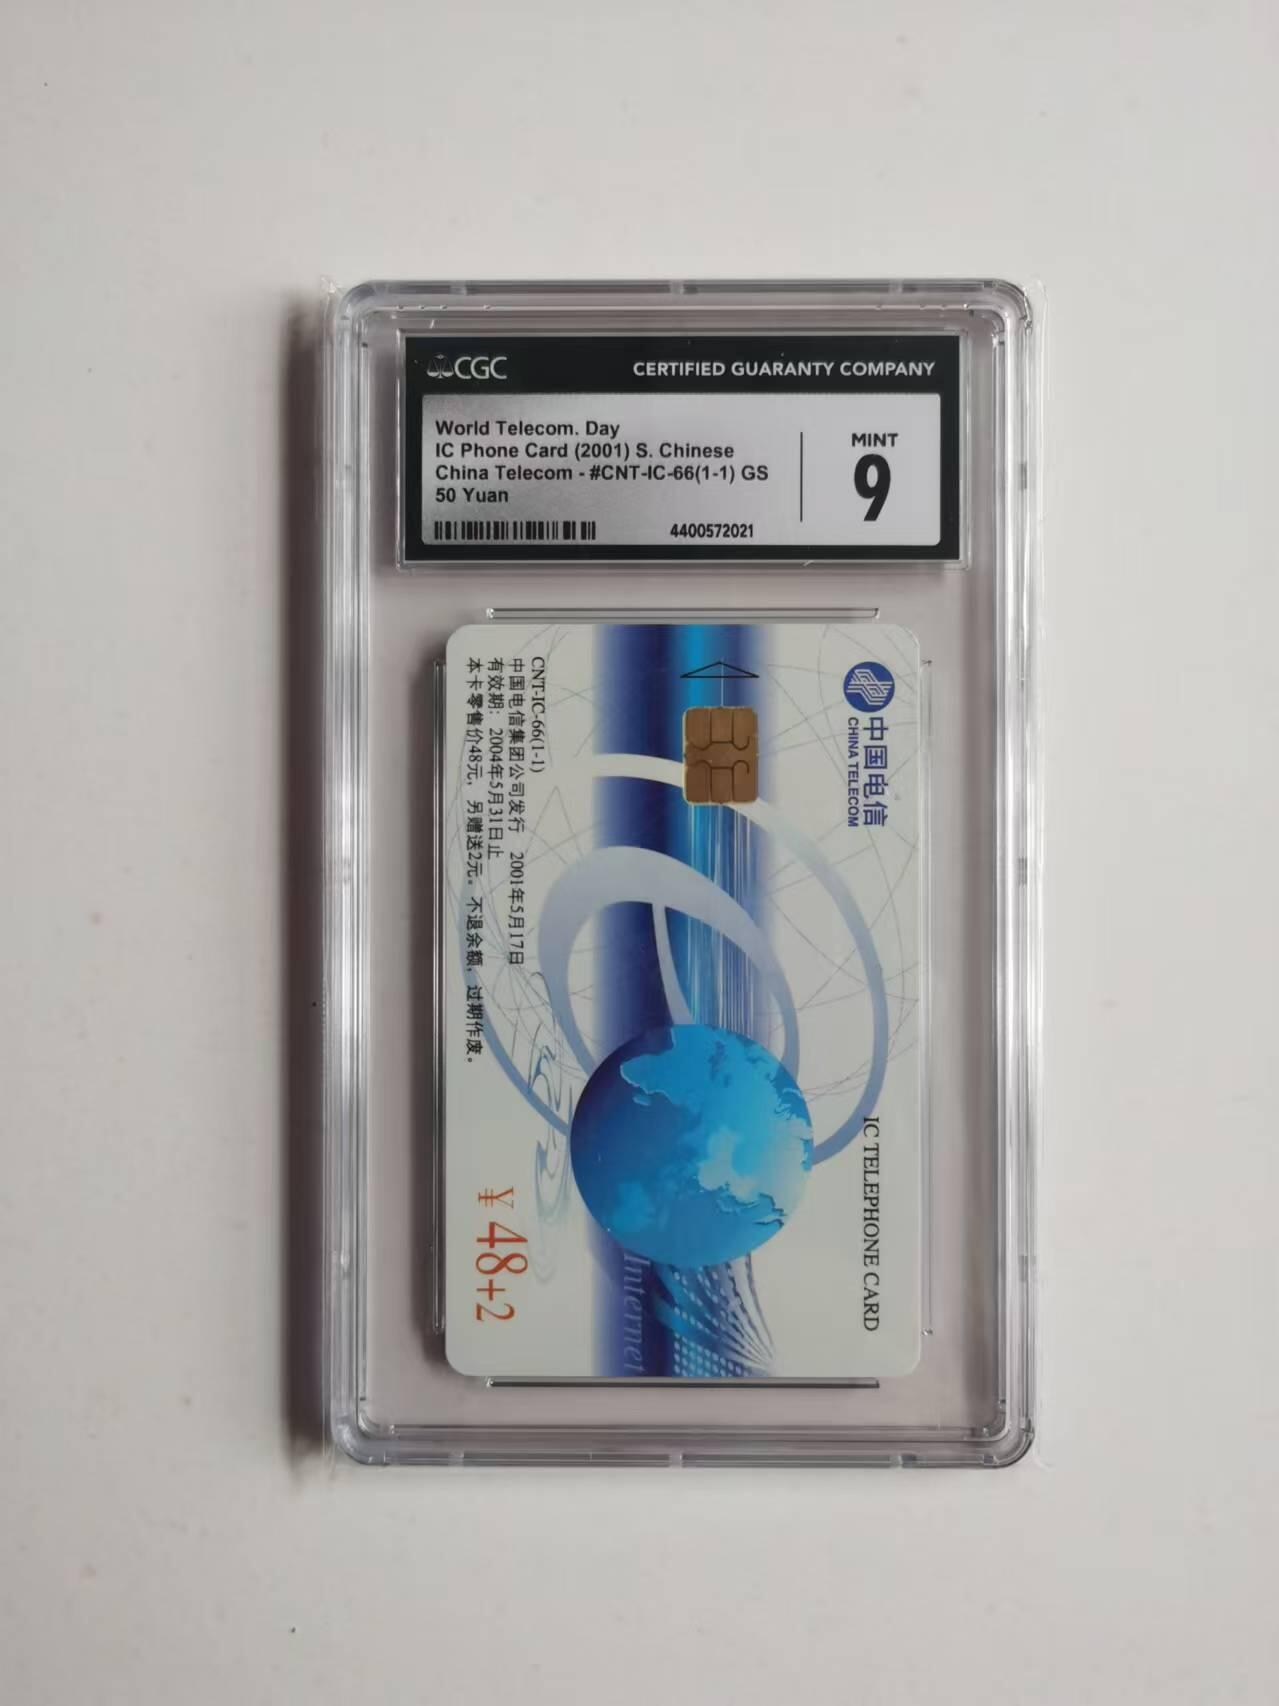 CGC
CERTIFIED GUARANTY COMPANY
World Telecom. Day
IC Phone Card (2001) S. Chinese
China Telecom - #CNT-IC-66(1-1) GS
50 Yuan
4400572021
MINT
9
中国电信
CHINA TELECOM
IC TELEPHONE CARD
Internet
CNT-IC-66(1-1)
中国电信集团公司发行 2001年5月17日
有效期：2004年5月31日止
本卡零售价48元，另赠送2元。不退余额，过期作废。
¥48+2